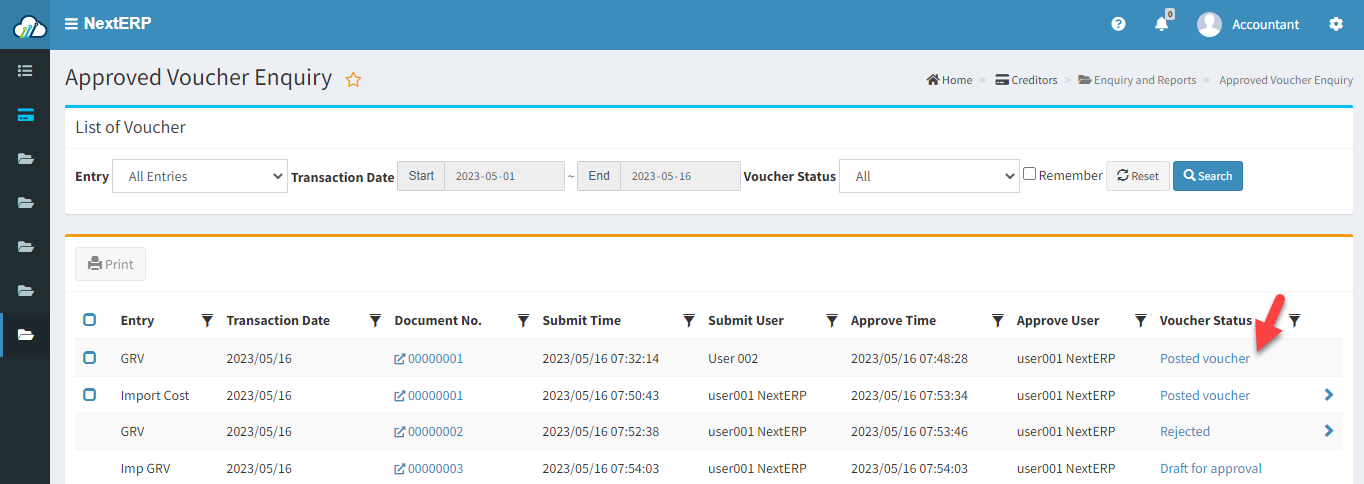 NextERP 0 Accountant
Approved Voucher Enquiry Home > Creditors > Enquiry and Reports > Approved Voucher Enquiry
List of Voucher
Entry All Entries Transaction Date Start 2023-05-01 ~ End 2023-05-16 Voucher Status All Remember Reset Search
Print
Entry Transaction Date Document No. Submit Time Submit User Approve Time Approve User Voucher Status
GRV 2023/05/16 00000001 2023/05/16 07:32:14 User 002 2023/05/16 07:48:28 user001 NextERP Posted voucher
Import Cost 2023/05/16 00000001 2023/05/16 07:50:43 user001 NextERP 2023/05/16 07:53:34 user001 NextERP Posted voucher
GRV 2023/05/16 00000002 2023/05/16 07:52:38 user001 NextERP 2023/05/16 07:53:46 user001 NextERP Rejected
Imp GRV 2023/05/16 00000003 2023/05/16 07:54:03 user001 NextERP 2023/05/16 07:54:03 user001 NextERP Draft for approval